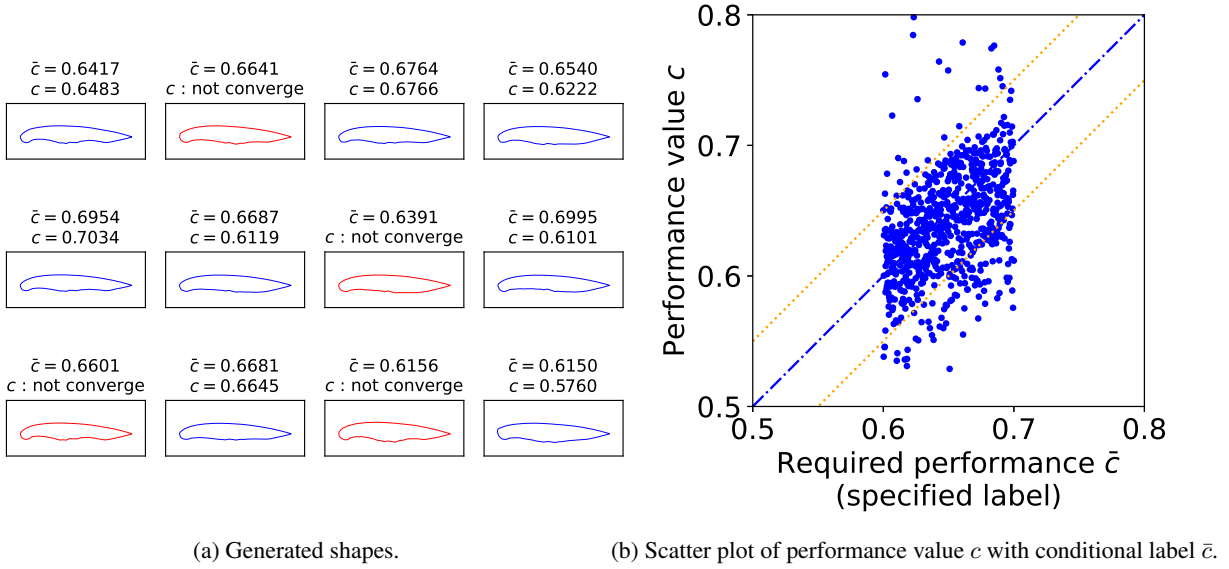 c̄ = 0.6417
c = 0.6483
c̄ = 0.6641
c : not converge
c̄ = 0.6764
c = 0.6766
c̄ = 0.6540
c = 0.6222
c̄ = 0.6954
c = 0.7034
c̄ = 0.6687
c = 0.6119
c̄ = 0.6391
c : not converge
c̄ = 0.6995
c = 0.6101
c̄ = 0.6601
c : not converge
c̄ = 0.6681
c = 0.6645
c̄ = 0.6156
c : not converge
c̄ = 0.6150
c = 0.5760
(a) Generated shapes.
Performance value c
0.8
0.7
0.6
0.5
0.5 0.6 0.7 0.8
Required performance c̄
(specified label)
(b) Scatter plot of performance value c with conditional label c̄.